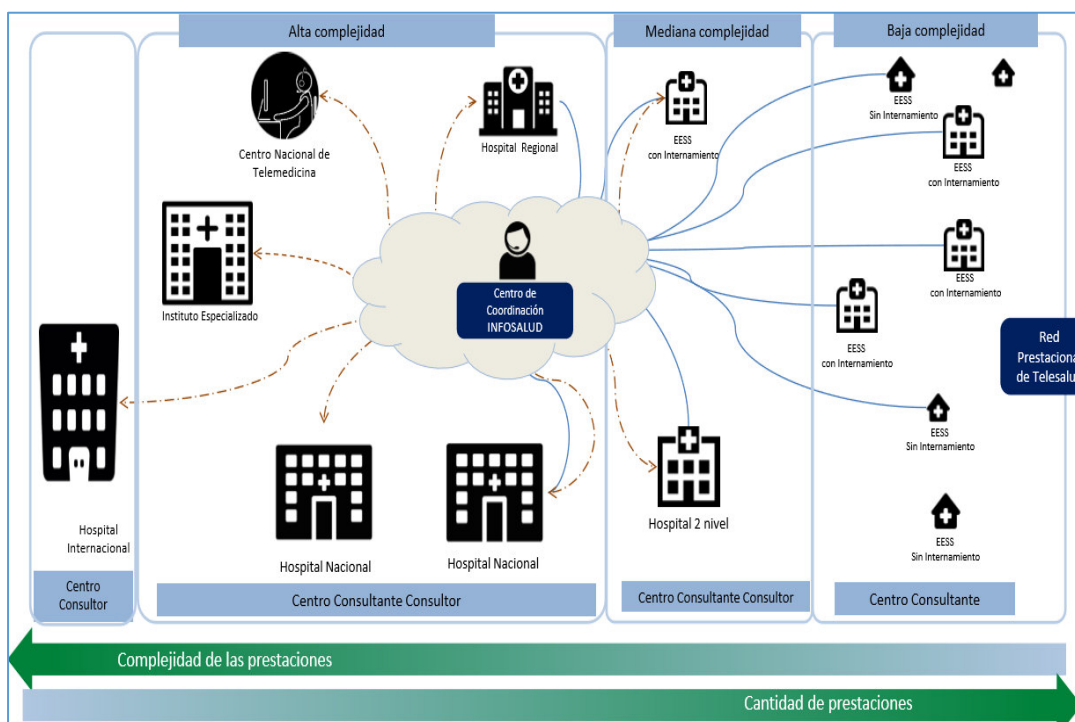 Alta complejidad
Mediana complejidad
Baja complejidad
Centro Nacional de
Telemedicina
Hospital Regional
EESS
con Internamiento
EESS
Sin Internamiento
EESS
con Internamiento
Instituto Especializado
Centro de
Coordinación
INFOSALUD
EESS
con Internamiento
EESS
con Internamiento
Red
Prestaciona
de Telesalu
EESS
Sin Internamiento
Hospital
Internacional
Hospital Nacional
Hospital Nacional
Hospital 2 nivel
EESS
Sin Internamiento
Centro
Consultor
Centro Consultante Consultor
Centro Consultante Consultor
Centro Consultante
Complejidad de las prestaciones
Cantidad de prestaciones